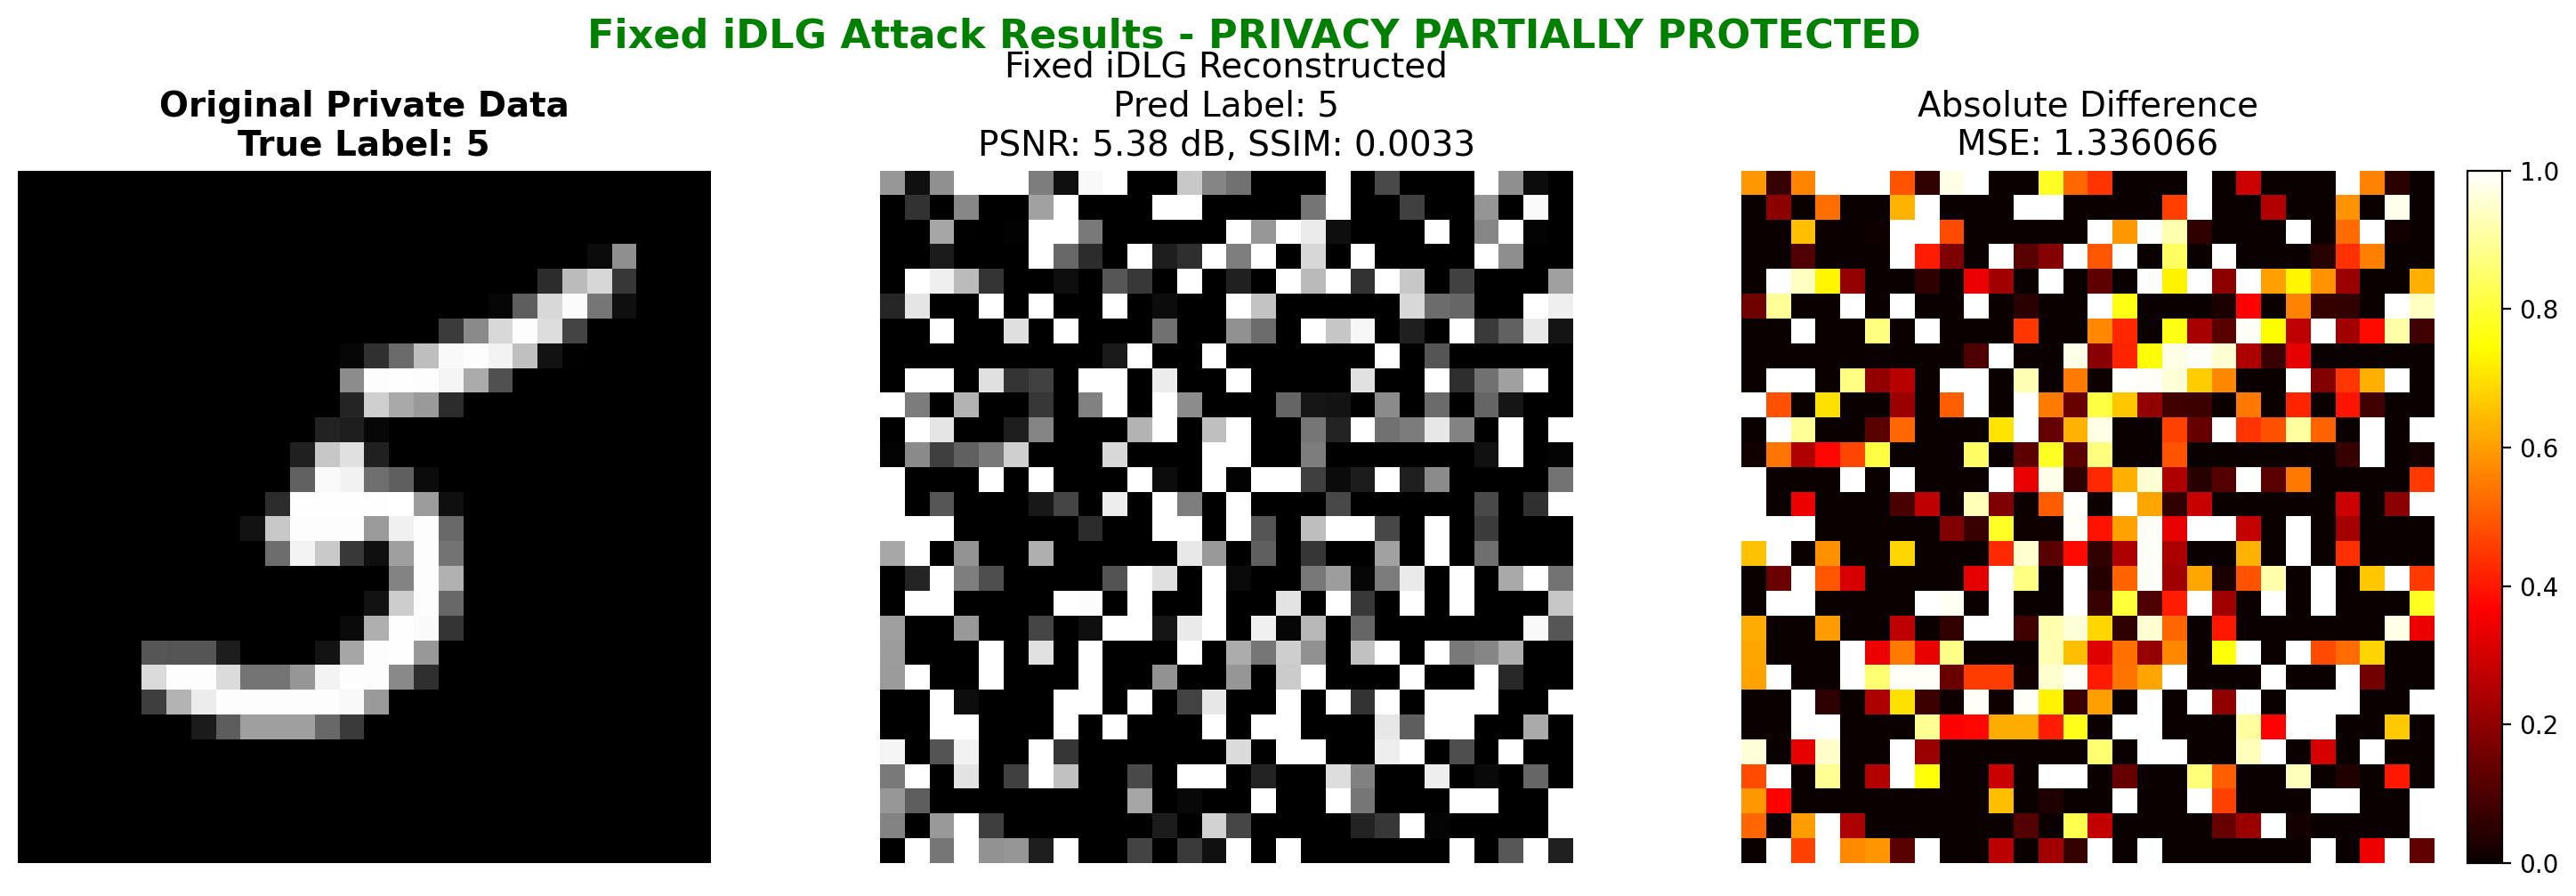 Fixed iDLG Attack Results - PRIVACY PARTIALLY PROTECTED
Original Private Data
True Label: 5
Fixed iDLG Reconstructed
Pred Label: 5
PSNR: 5.38 dB, SSIM: 0.0033
Absolute Difference
MSE: 1.336066
1.0
0.8
0.6
0.4
0.2
0.0
5